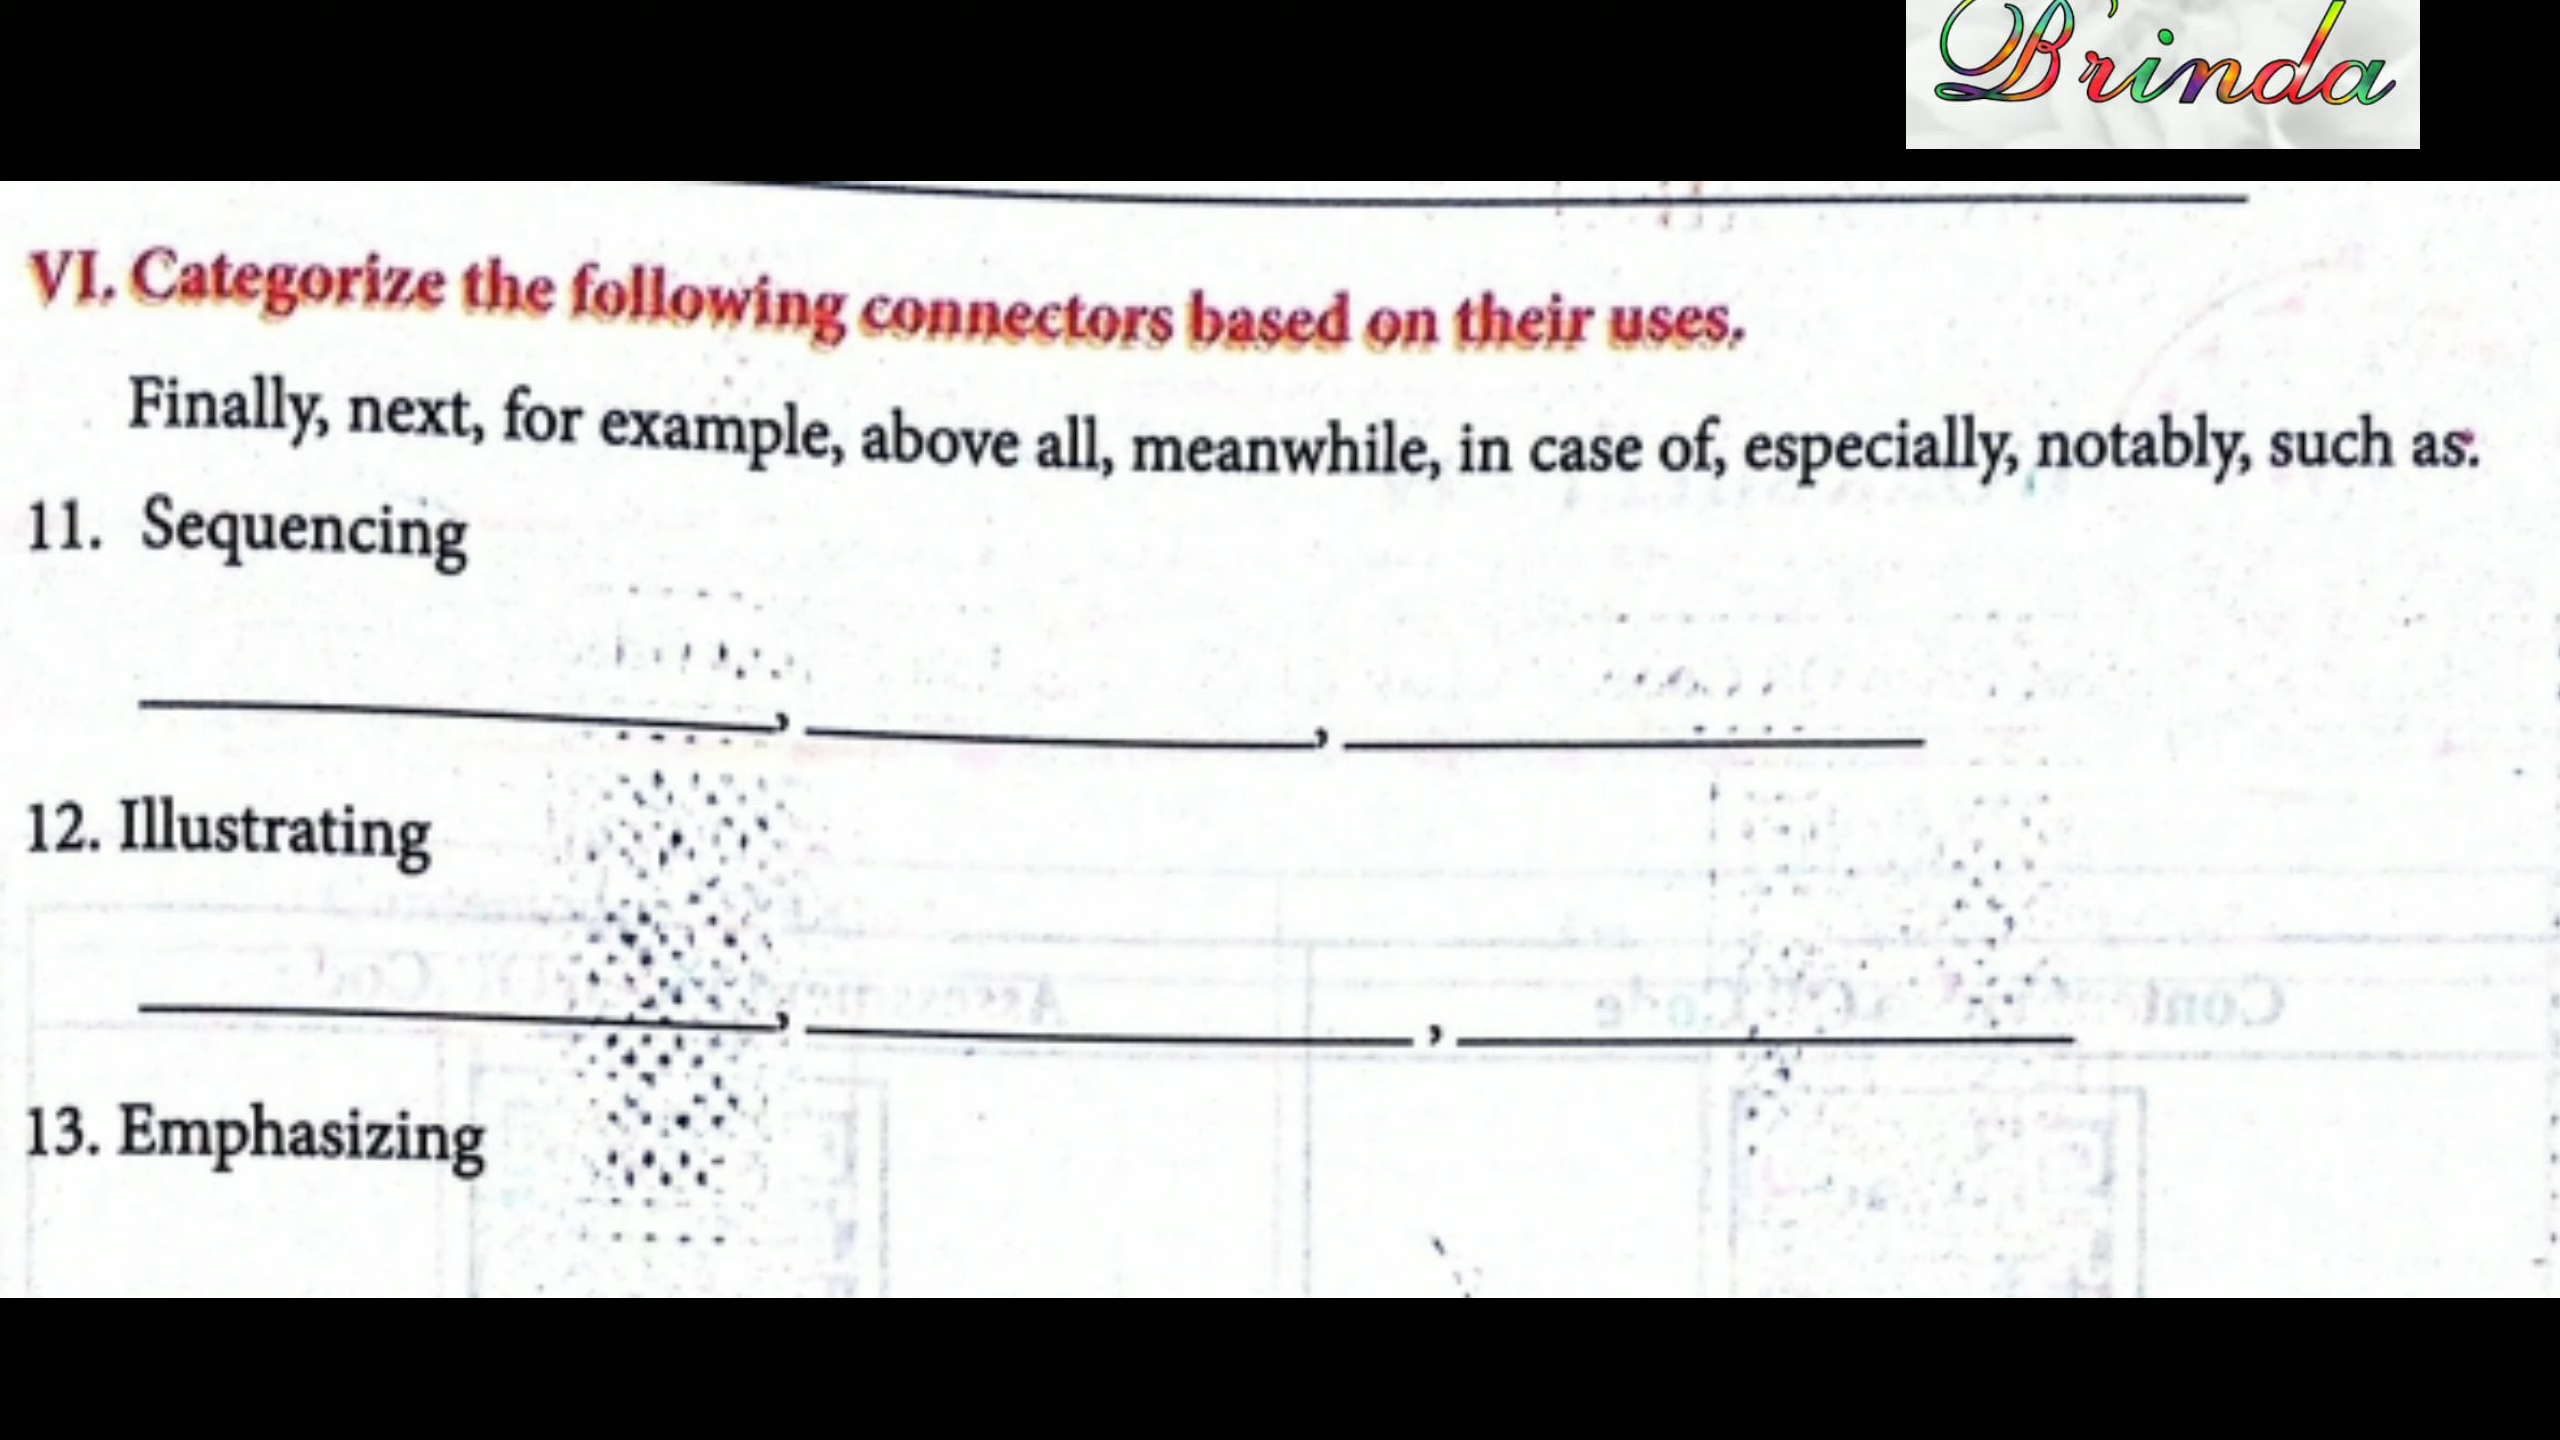 Brinda
VI. Categorize the following connectors based on their uses.
Finally, next, for example, above all, meanwhile, in case of, especially, notably, such as.
11. Sequencing
, ,
12. Illustrating
, ,
13. Emphasizing